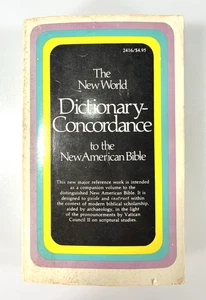 2416/$4.95
The
New World
Dictionary-
Concordance
to the
New American Bible
This new major reference work is intended
as a companion volume to the
distinguished New American Bible. It is
designed to guide and instruct within
the context of modern biblical scholarship,
aided by archaeology, in the light
of the pronouncements by Vatican
Council II on scriptural studies.